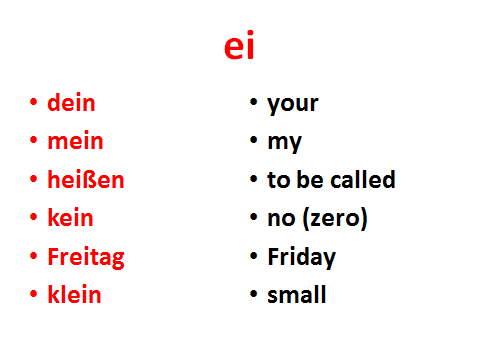 ei
• dein
• mein
• heißen
• kein
• Freitag
• klein
• your
• my
• to be called
• no (zero)
• Friday
• small